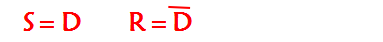 S = D R = D̅